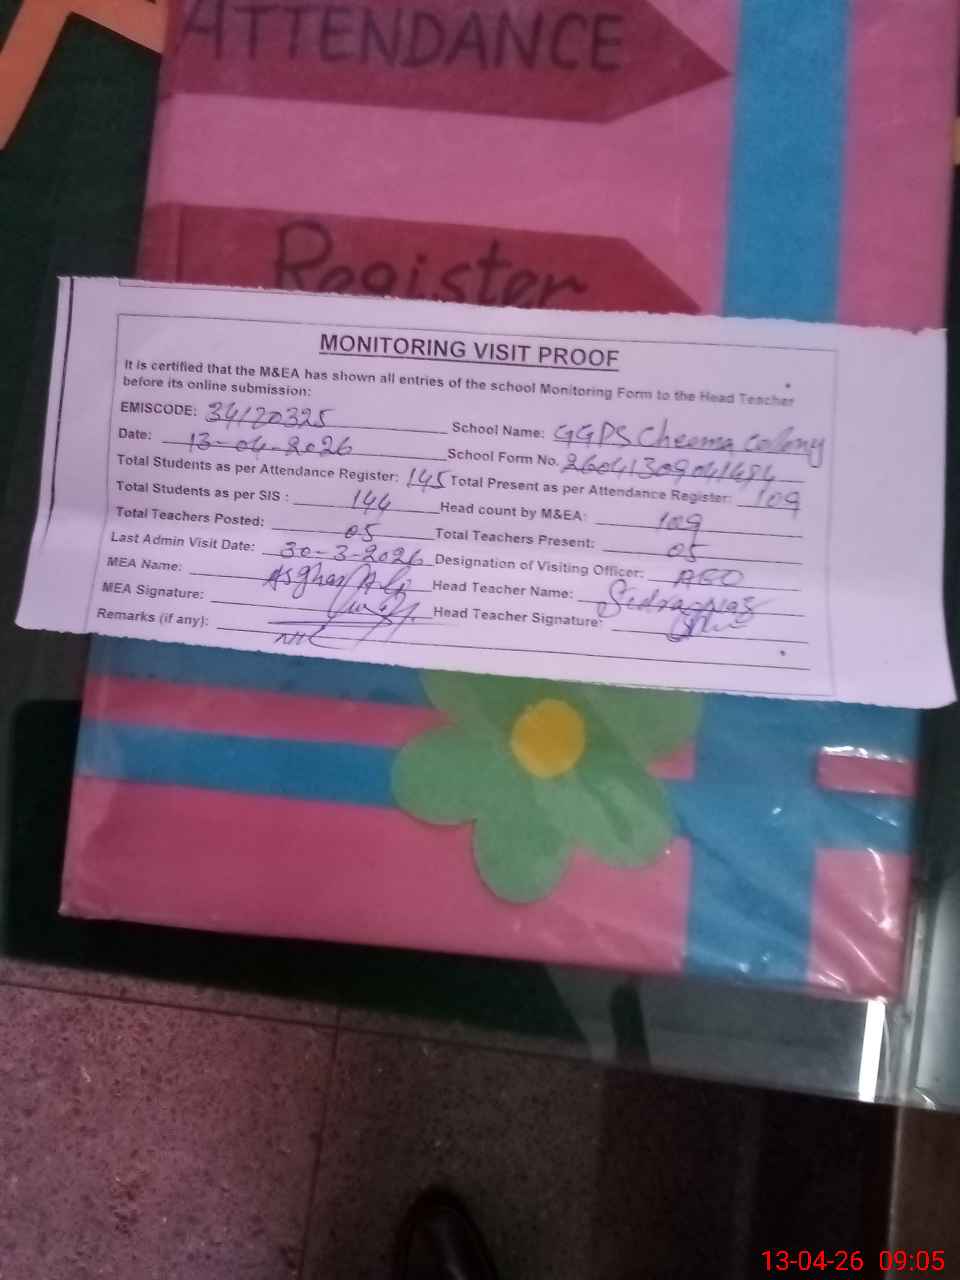 ATTENDANCE
Register
MONITORING VISIT PROOF
It is certified that the M&EA has shown all entries of the school Monitoring Form to the Head Teacher
before its online submission:
EMISCODE: 34120325 School Name: GGPS Cheema colony
Date: 13-04-2026 School Form No.
Total Students as per Attendance Register: 145 Total Present as per Attendance Register: 109
Total Students as per SIS : 144 Head count by M&EA: 109
Total Teachers Posted: 05 Total Teachers Present: 05
Last Admin Visit Date: 30-3-2026 Designation of Visiting Officer: AEO
MEA Name: Asghar Ali Head Teacher Name: Sidra
MEA Signature: Head Teacher Signature:
Remarks (if any): Nil
13-04-26 09:05